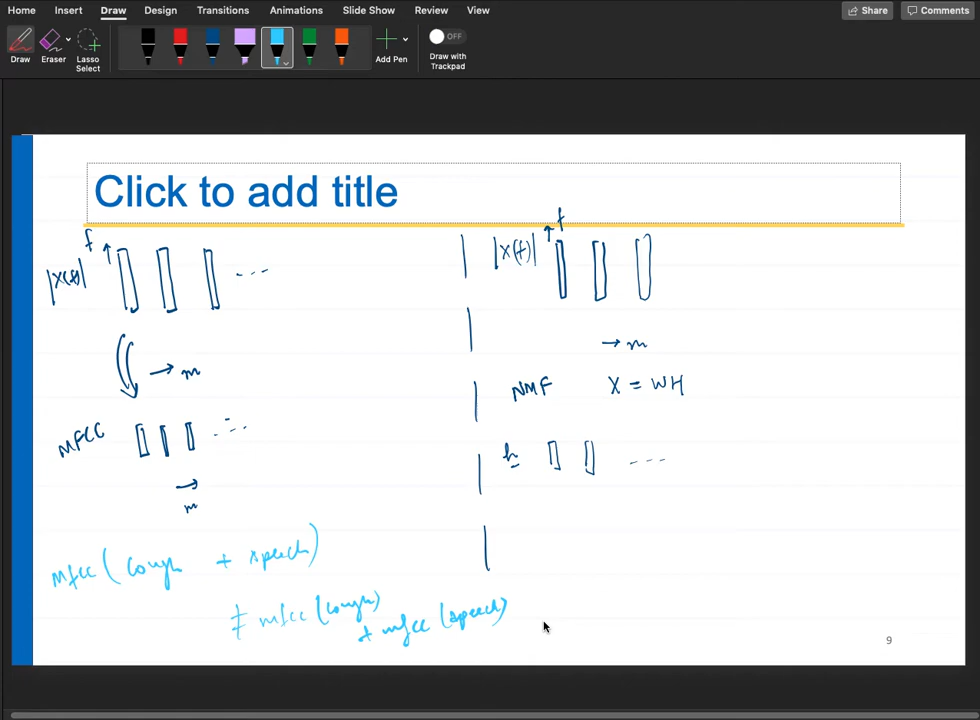 Home Insert Draw Design Transitions Animations Slide Show Review View Share Comments
Draw Eraser Lasso Select Add Pen OFF Draw with Trackpad
Click to add title
|X(f)| f ...
→ m
MFCC ...
→ m
mfcc (cough + speech)
≠ mfcc (cough)
+ mfcc (speech)
|X(f)| f
→ m
NMF X = WH
h ...
9